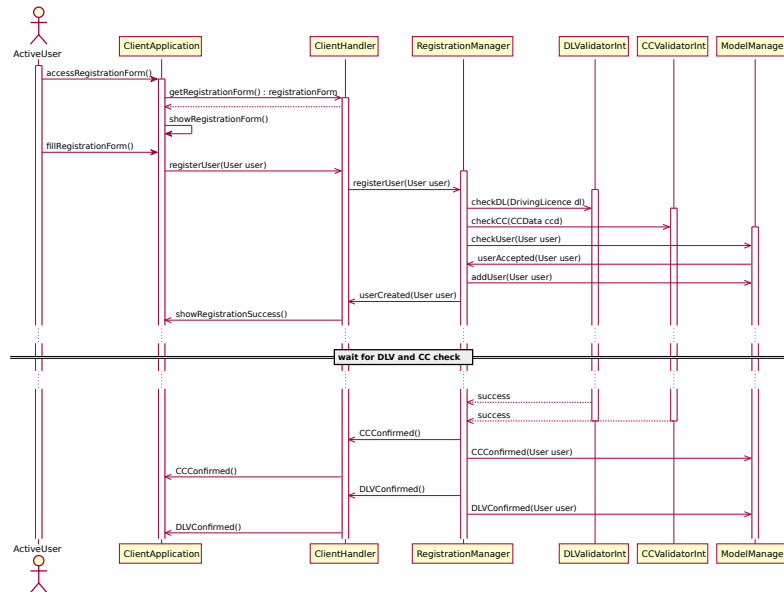 ActiveUser
ClientApplication
ClientHandler
RegistrationManager
DLValidatorInt
CCValidatorInt
ModelManager
accessRegistrationForm()
getRegistrationForm() : registrationForm
showRegistrationForm()
fillRegistrationForm()
registerUser(User user)
registerUser(User user)
checkDL(DrivingLicence dl)
checkCC(CCData ccd)
checkUser(User user)
userAccepted(User user)
addUser(User user)
userCreated(User user)
showRegistrationSuccess()
wait for DLV and CC check
success
success
CCConfirmed()
CCConfirmed(User user)
CCConfirmed()
DLVConfirmed()
DLVConfirmed(User user)
DLVConfirmed()
ActiveUser
ClientApplication
ClientHandler
RegistrationManager
DLValidatorInt
CCValidatorInt
ModelManager